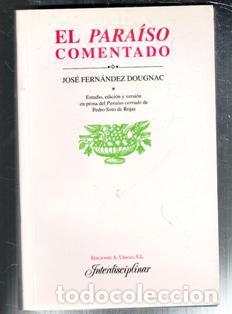 EL PARAÍSO
COMENTADO
JOSÉ FERNÁNDEZ DOUGNAC
Estudio, edición y versión
en prosa del Paraíso cerrado de
Pedro Soto de Rojas
EDICIONES A. UBAGO, S.L.
Interdisciplinar
todocoleccion